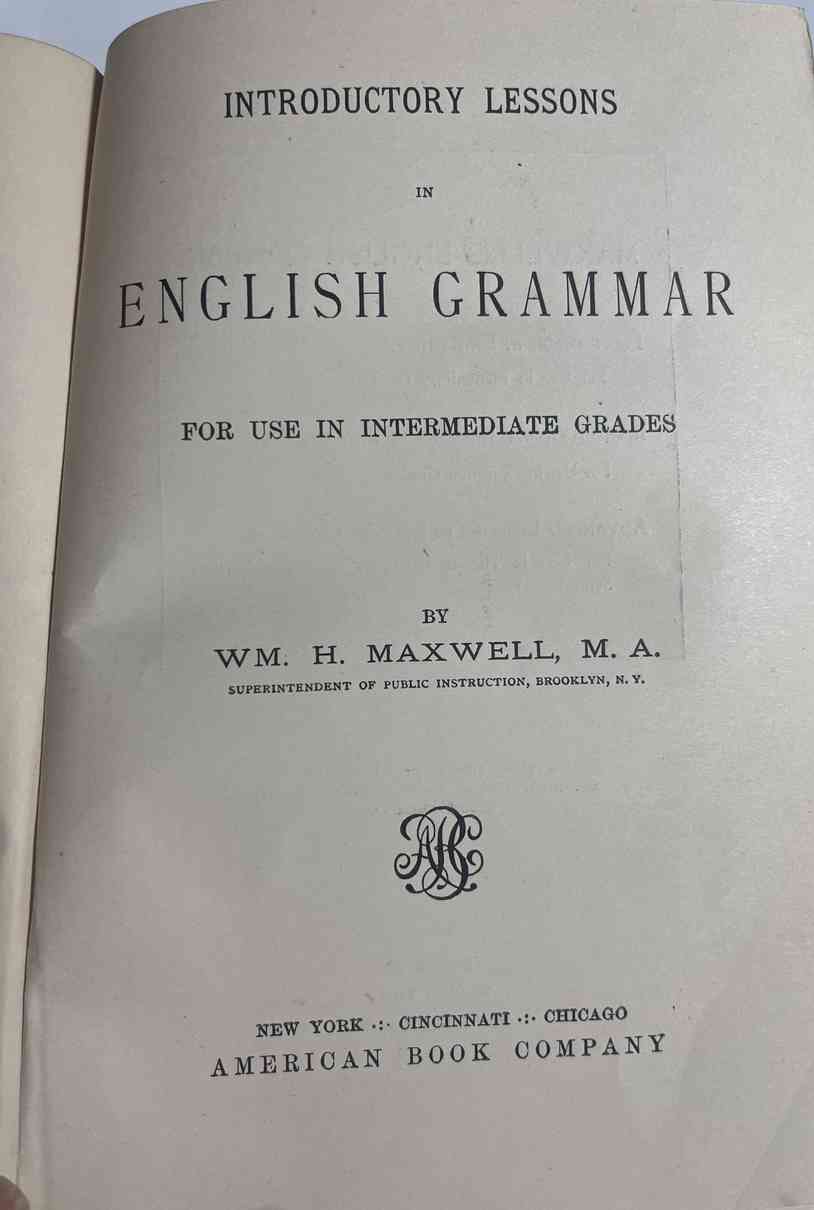 INTRODUCTORY LESSONS
IN
ENGLISH GRAMMAR
FOR USE IN INTERMEDIATE GRADES
BY
WM. H. MAXWELL, M. A.
SUPERINTENDENT OF PUBLIC INSTRUCTION, BROOKLYN, N. Y.
ABC
NEW YORK .:. CINCINNATI .:. CHICAGO
AMERICAN BOOK COMPANY